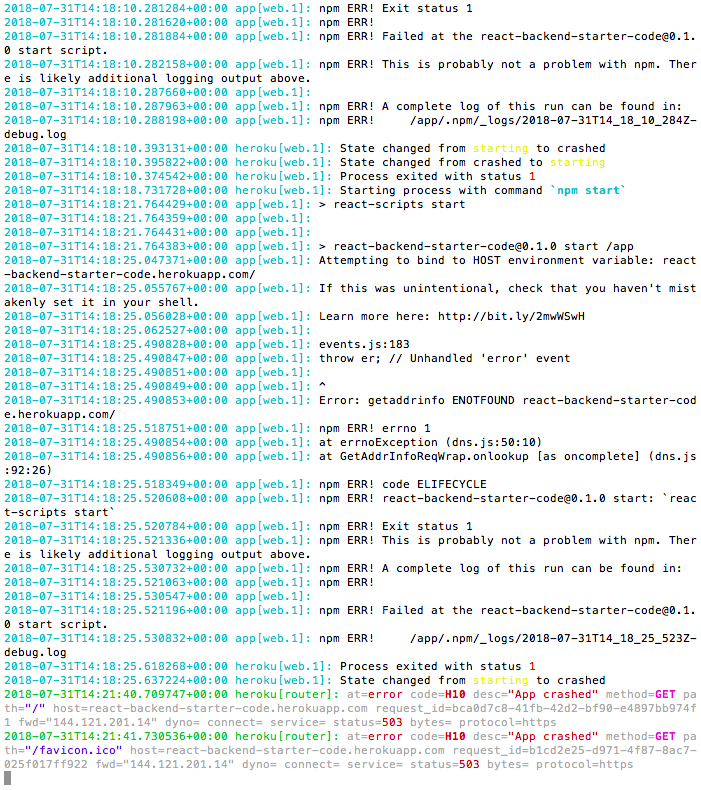 2018-07-31T14:18:10.281284+00:00 app[web.1]: npm ERR! Exit status 1
2018-07-31T14:18:10.281620+00:00 app[web.1]: npm ERR!
2018-07-31T14:18:10.281884+00:00 app[web.1]: npm ERR! Failed at the react-backend-starter-code@0.1.
0 start script.
2018-07-31T14:18:10.282158+00:00 app[web.1]: npm ERR! This is probably not a problem with npm. Ther
e is likely additional logging output above.
2018-07-31T14:18:10.287660+00:00 app[web.1]:
2018-07-31T14:18:10.287963+00:00 app[web.1]: npm ERR! A complete log of this run can be found in:
2018-07-31T14:18:10.288198+00:00 app[web.1]: npm ERR!     /app/.npm/_logs/2018-07-31T14_18_10_284Z-
debug.log
2018-07-31T14:18:10.393131+00:00 heroku[web.1]: State changed from starting to crashed
2018-07-31T14:18:10.395822+00:00 heroku[web.1]: State changed from crashed to starting
2018-07-31T14:18:10.374542+00:00 heroku[web.1]: Process exited with status 1
2018-07-31T14:18:18.731728+00:00 heroku[web.1]: Starting process with command `npm start`
2018-07-31T14:18:21.764429+00:00 app[web.1]: > react-scripts start
2018-07-31T14:18:21.764359+00:00 app[web.1]:
2018-07-31T14:18:21.764431+00:00 app[web.1]:
2018-07-31T14:18:21.764383+00:00 app[web.1]: > react-backend-starter-code@0.1.0 start /app
2018-07-31T14:18:25.047371+00:00 app[web.1]: Attempting to bind to HOST environment variable: react
-backend-starter-code.herokuapp.com/
2018-07-31T14:18:25.055767+00:00 app[web.1]: If this was unintentional, check that you haven't mist
akenly set it in your shell.
2018-07-31T14:18:25.056028+00:00 app[web.1]: Learn more here: http://bit.ly/2mwWSwH
2018-07-31T14:18:25.062527+00:00 app[web.1]:
2018-07-31T14:18:25.490828+00:00 app[web.1]: events.js:183
2018-07-31T14:18:25.490847+00:00 app[web.1]: throw er; // Unhandled 'error' event
2018-07-31T14:18:25.490851+00:00 app[web.1]:
2018-07-31T14:18:25.490849+00:00 app[web.1]: ^
2018-07-31T14:18:25.490853+00:00 app[web.1]: Error: getaddrinfo ENOTFOUND react-backend-starter-cod
e.herokuapp.com/
2018-07-31T14:18:25.518751+00:00 app[web.1]: npm ERR! errno 1
2018-07-31T14:18:25.490854+00:00 app[web.1]: at errnoException (dns.js:50:10)
2018-07-31T14:18:25.490856+00:00 app[web.1]: at GetAddrInfoReqWrap.onlookup [as oncomplete] (dns.js
:92:26)
2018-07-31T14:18:25.518349+00:00 app[web.1]: npm ERR! code ELIFECYCLE
2018-07-31T14:18:25.520608+00:00 app[web.1]: npm ERR! react-backend-starter-code@0.1.0 start: `reac
t-scripts start`
2018-07-31T14:18:25.520784+00:00 app[web.1]: npm ERR! Exit status 1
2018-07-31T14:18:25.521336+00:00 app[web.1]: npm ERR! This is probably not a problem with npm. Ther
e is likely additional logging output above.
2018-07-31T14:18:25.530732+00:00 app[web.1]: npm ERR! A complete log of this run can be found in:
2018-07-31T14:18:25.521063+00:00 app[web.1]: npm ERR!
2018-07-31T14:18:25.530547+00:00 app[web.1]:
2018-07-31T14:18:25.521196+00:00 app[web.1]: npm ERR! Failed at the react-backend-starter-code@0.1.
0 start script.
2018-07-31T14:18:25.530832+00:00 app[web.1]: npm ERR!     /app/.npm/_logs/2018-07-31T14_18_25_523Z-
debug.log
2018-07-31T14:18:25.618268+00:00 heroku[web.1]: Process exited with status 1
2018-07-31T14:18:25.637224+00:00 heroku[web.1]: State changed from starting to crashed
2018-07-31T14:21:40.709747+00:00 heroku[router]: at=error code=H10 desc="App crashed" method=GET pa
th="/" host=react-backend-starter-code.herokuapp.com request_id=bca0d7c8-41fb-42d2-bf90-e4897bb974f
1 fwd="144.121.201.14" dyno= connect= service= status=503 bytes= protocol=https
2018-07-31T14:21:41.730536+00:00 heroku[router]: at=error code=H10 desc="App crashed" method=GET pa
th="/favicon.ico" host=react-backend-starter-code.herokuapp.com request_id=b1cd2e25-d971-4f87-8ac7-
025f017ff922 fwd="144.121.201.14" dyno= connect= service= status=503 bytes= protocol=https